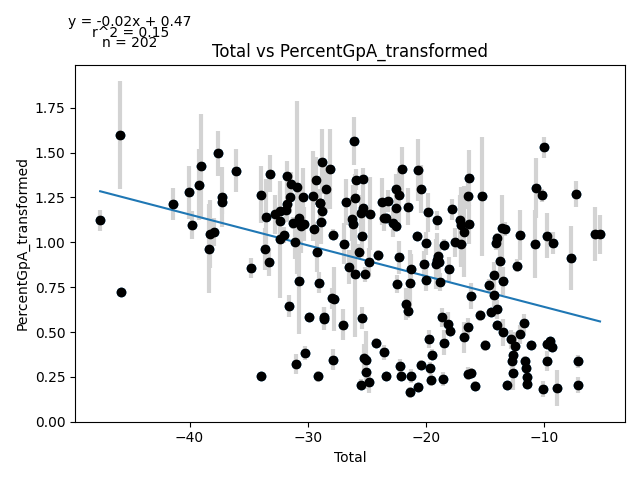 y = -0.02x + 0.47
r^2 = 0.15
n = 202
Total vs PercentGpA_transformed
PercentGpA_transformed
1.75
1.50
1.25
1.00
0.75
0.50
0.25
0.00
−40
−30
−20
−10
Total